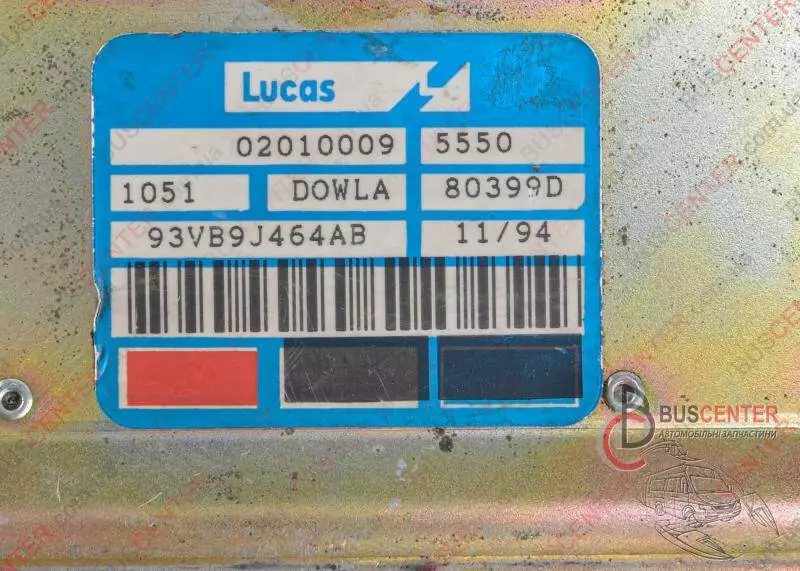 Lucas
02010009 5550
1051 DOWLA 80399D
93VB9J464AB 11/94
BUSCENTER
АВТОМОБІЛЬНІ ЗАПЧАСТИНИ